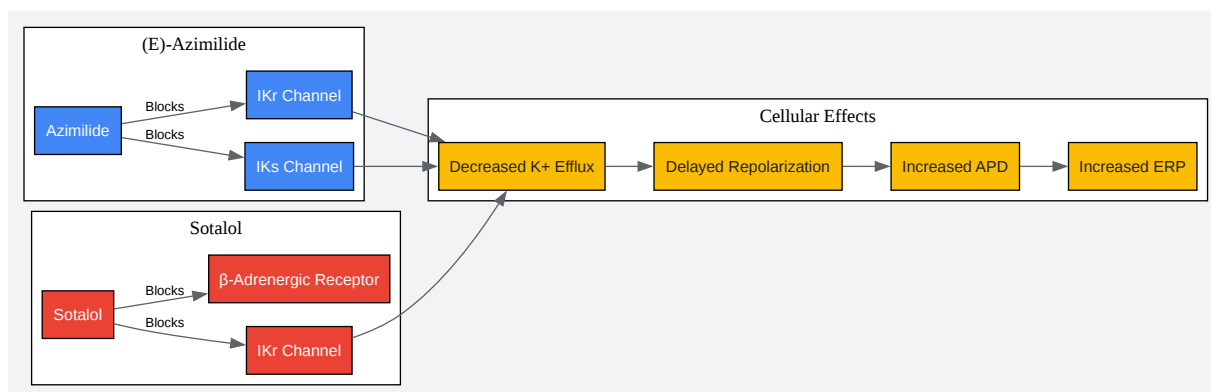 (E)-Azimilide
Azimilide
Blocks
Blocks
IKr Channel
IKs Channel
Cellular Effects
Decreased K+ Efflux
Delayed Repolarization
Increased APD
Increased ERP
Sotalol
Sotalol
Blocks
Blocks
β-Adrenergic Receptor
IKr Channel